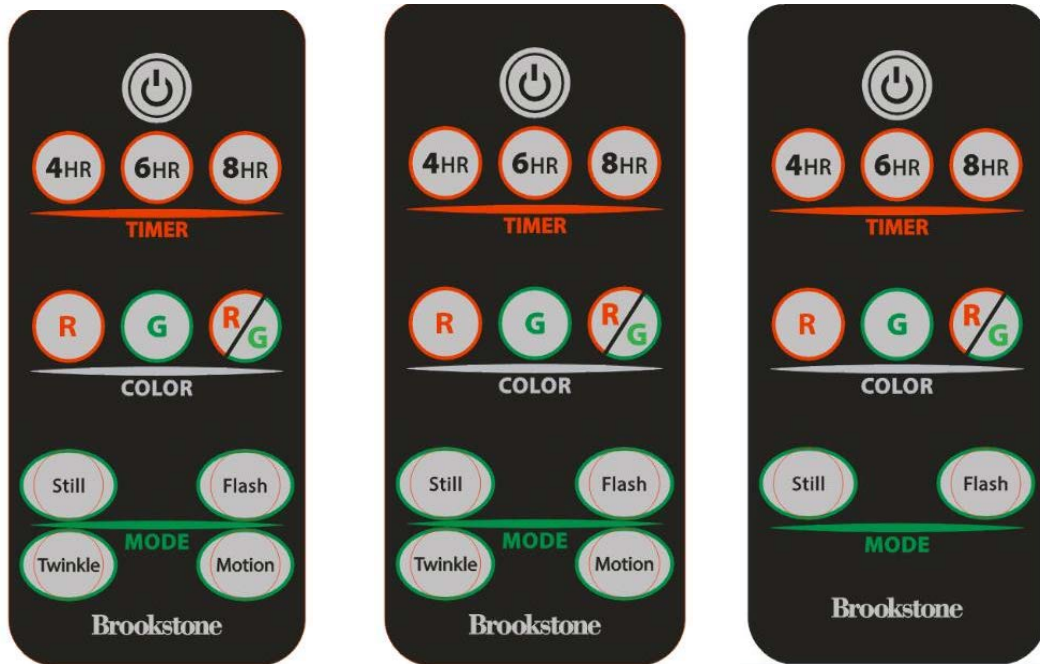 4HR 6HR 8HR
TIMER
R G R/G
COLOR
Still Flash
MODE
Twinkle Motion
Brookstone
4HR 6HR 8HR
TIMER
R G R/G
COLOR
Still Flash
MODE
Twinkle Motion
Brookstone
4HR 6HR 8HR
TIMER
R G R/G
COLOR
Still Flash
MODE
Brookstone